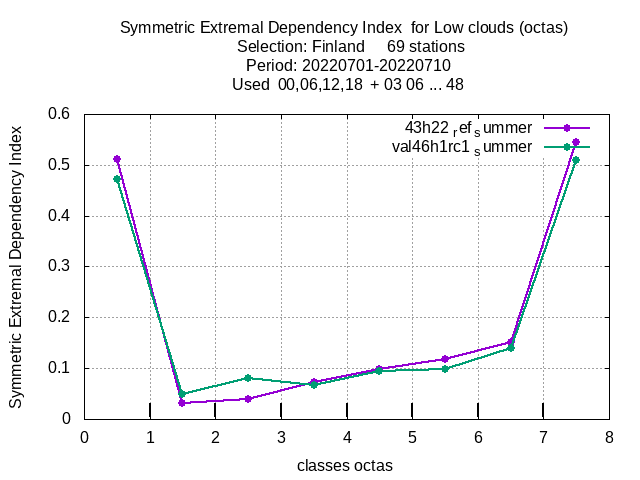 Symmetric Extremal Dependency Index for Low clouds (octas)
Selection: Finland 69 stations
Period: 20220701-20220710
Used 00,06,12,18 + 03 06 ... 48
43h22 ref summer
val46h1rc1 summer
Symmetric Extremal Dependency Index
0.6
0.5
0.4
0.3
0.2
0.1
0
0 1 2 3 4 5 6 7 8
classes octas